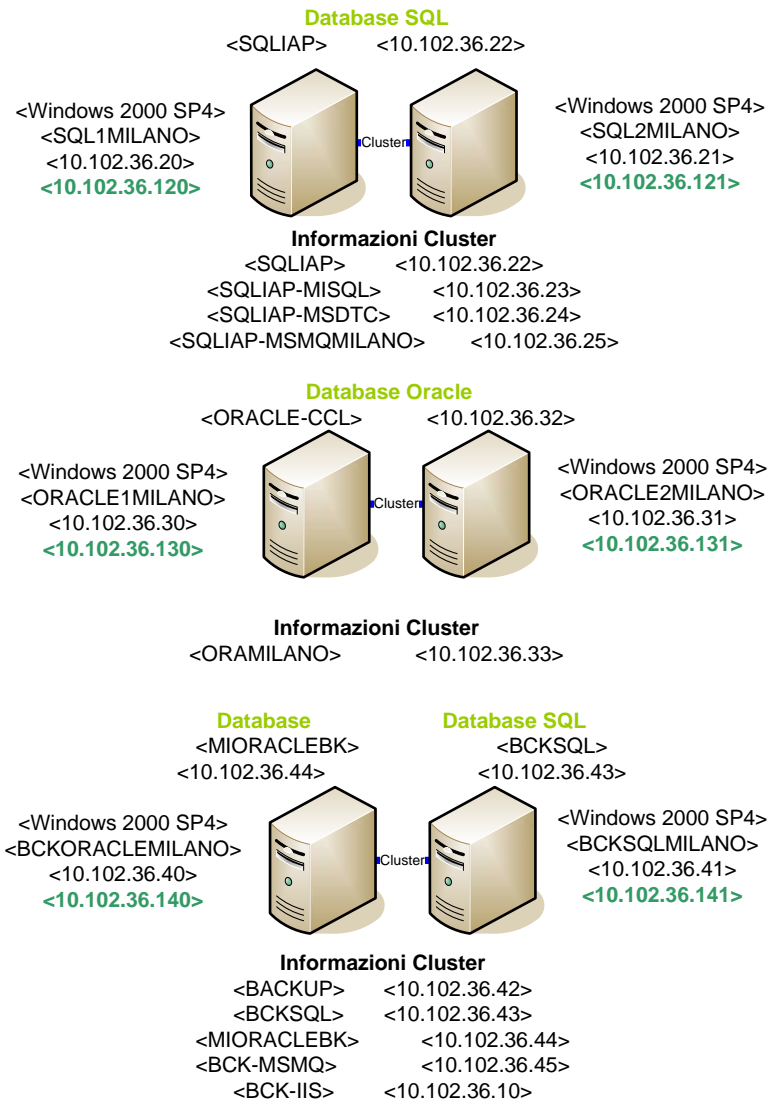 Database SQL
<SQLIAP> <10.102.36.22>
<Windows 2000 SP4>
<SQL1MILANO>
<10.102.36.20>
<10.102.36.120>
Cluster
<Windows 2000 SP4>
<SQL2MILANO>
<10.102.36.21>
<10.102.36.121>
Informazioni Cluster
<SQLIAP> <10.102.36.22>
<SQLIAP-MISQL> <10.102.36.23>
<SQLIAP-MSDTC> <10.102.36.24>
<SQLIAP-MSMQMILANO> <10.102.36.25>
Database Oracle
<ORACLE-CCL> <10.102.36.32>
<Windows 2000 SP4>
<ORACLE1MILANO>
<10.102.36.30>
<10.102.36.130>
Cluster
<Windows 2000 SP4>
<ORACLE2MILANO>
<10.102.36.31>
<10.102.36.131>
Informazioni Cluster
<ORAMILANO> <10.102.36.33>
Database
<MIORACLEBK>
<10.102.36.44>
Database SQL
<BCKSQL>
<10.102.36.43>
<Windows 2000 SP4>
<BCKORACLEMILANO>
<10.102.36.40>
<10.102.36.140>
Cluster
<Windows 2000 SP4>
<BCKSQLMILANO>
<10.102.36.41>
<10.102.36.141>
Informazioni Cluster
<BACKUP> <10.102.36.42>
<BCKSQL> <10.102.36.43>
<MIORACLEBK> <10.102.36.44>
<BCK-MSMQ> <10.102.36.45>
<BCK-IIS> <10.102.36.10>